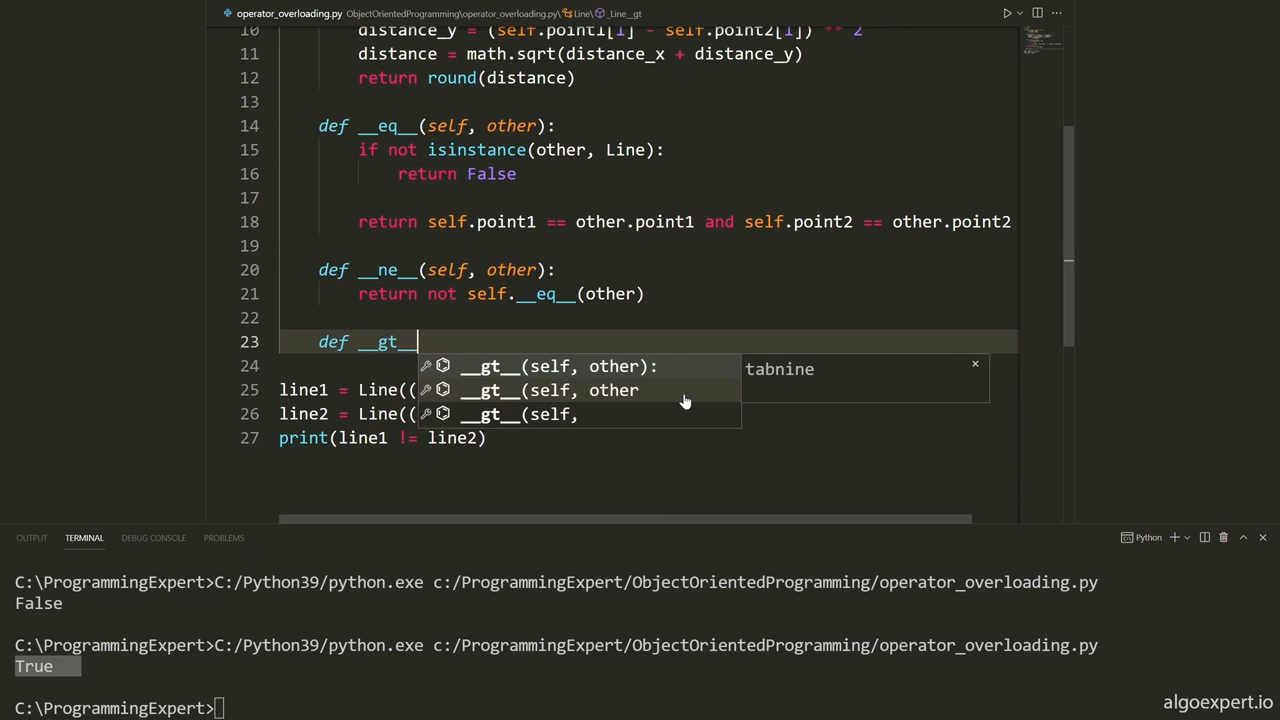 operator_overloading.py ObjectOrientedProgramming\operator_overloading.py\Line\_Line__gt
10 distance_y = (self.point1[1] - self.point2[1]) ** 2
11 distance = math.sqrt(distance_x + distance_y)
12 return round(distance)
13
14 def __eq__(self, other):
15 if not isinstance(other, Line):
16 return False
17
18 return self.point1 == other.point1 and self.point2 == other.point2
19
20 def __ne__(self, other):
21 return not self.__eq__(other)
22
23 def __gt__
24 __gt__(self, other): tabnine
25 line1 = Line(( __gt__(self, other
26 line2 = Line(( __gt__(self,
27 print(line1 != line2)
OUTPUT TERMINAL DEBUG CONSOLE PROBLEMS Python
C:\ProgrammingExpert>C:/Python39/python.exe c:/ProgrammingExpert/ObjectOrientedProgramming/operator_overloading.py
False
C:\ProgrammingExpert>C:/Python39/python.exe c:/ProgrammingExpert/ObjectOrientedProgramming/operator_overloading.py
True
C:\ProgrammingExpert>
algoexpert.io